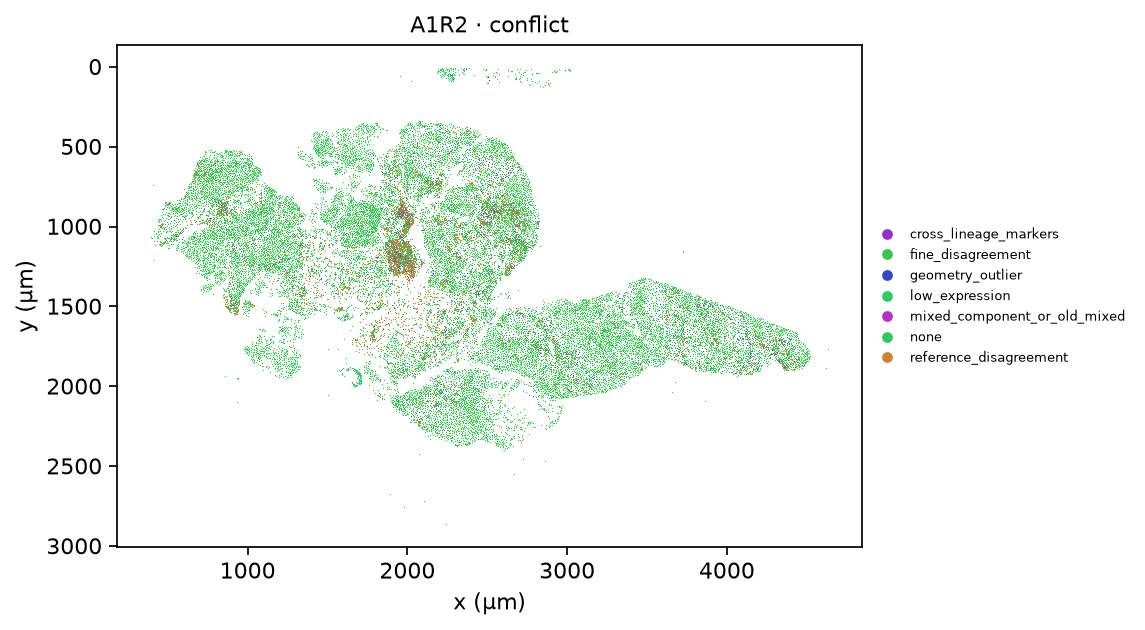 A1R2 · conflict
0
500
1000
1500
2000
2500
3000
y (μm)
1000
2000
3000
4000
x (μm)
cross_lineage_markers
fine_disagreement
geometry_outlier
low_expression
mixed_component_or_old_mixed
none
reference_disagreement